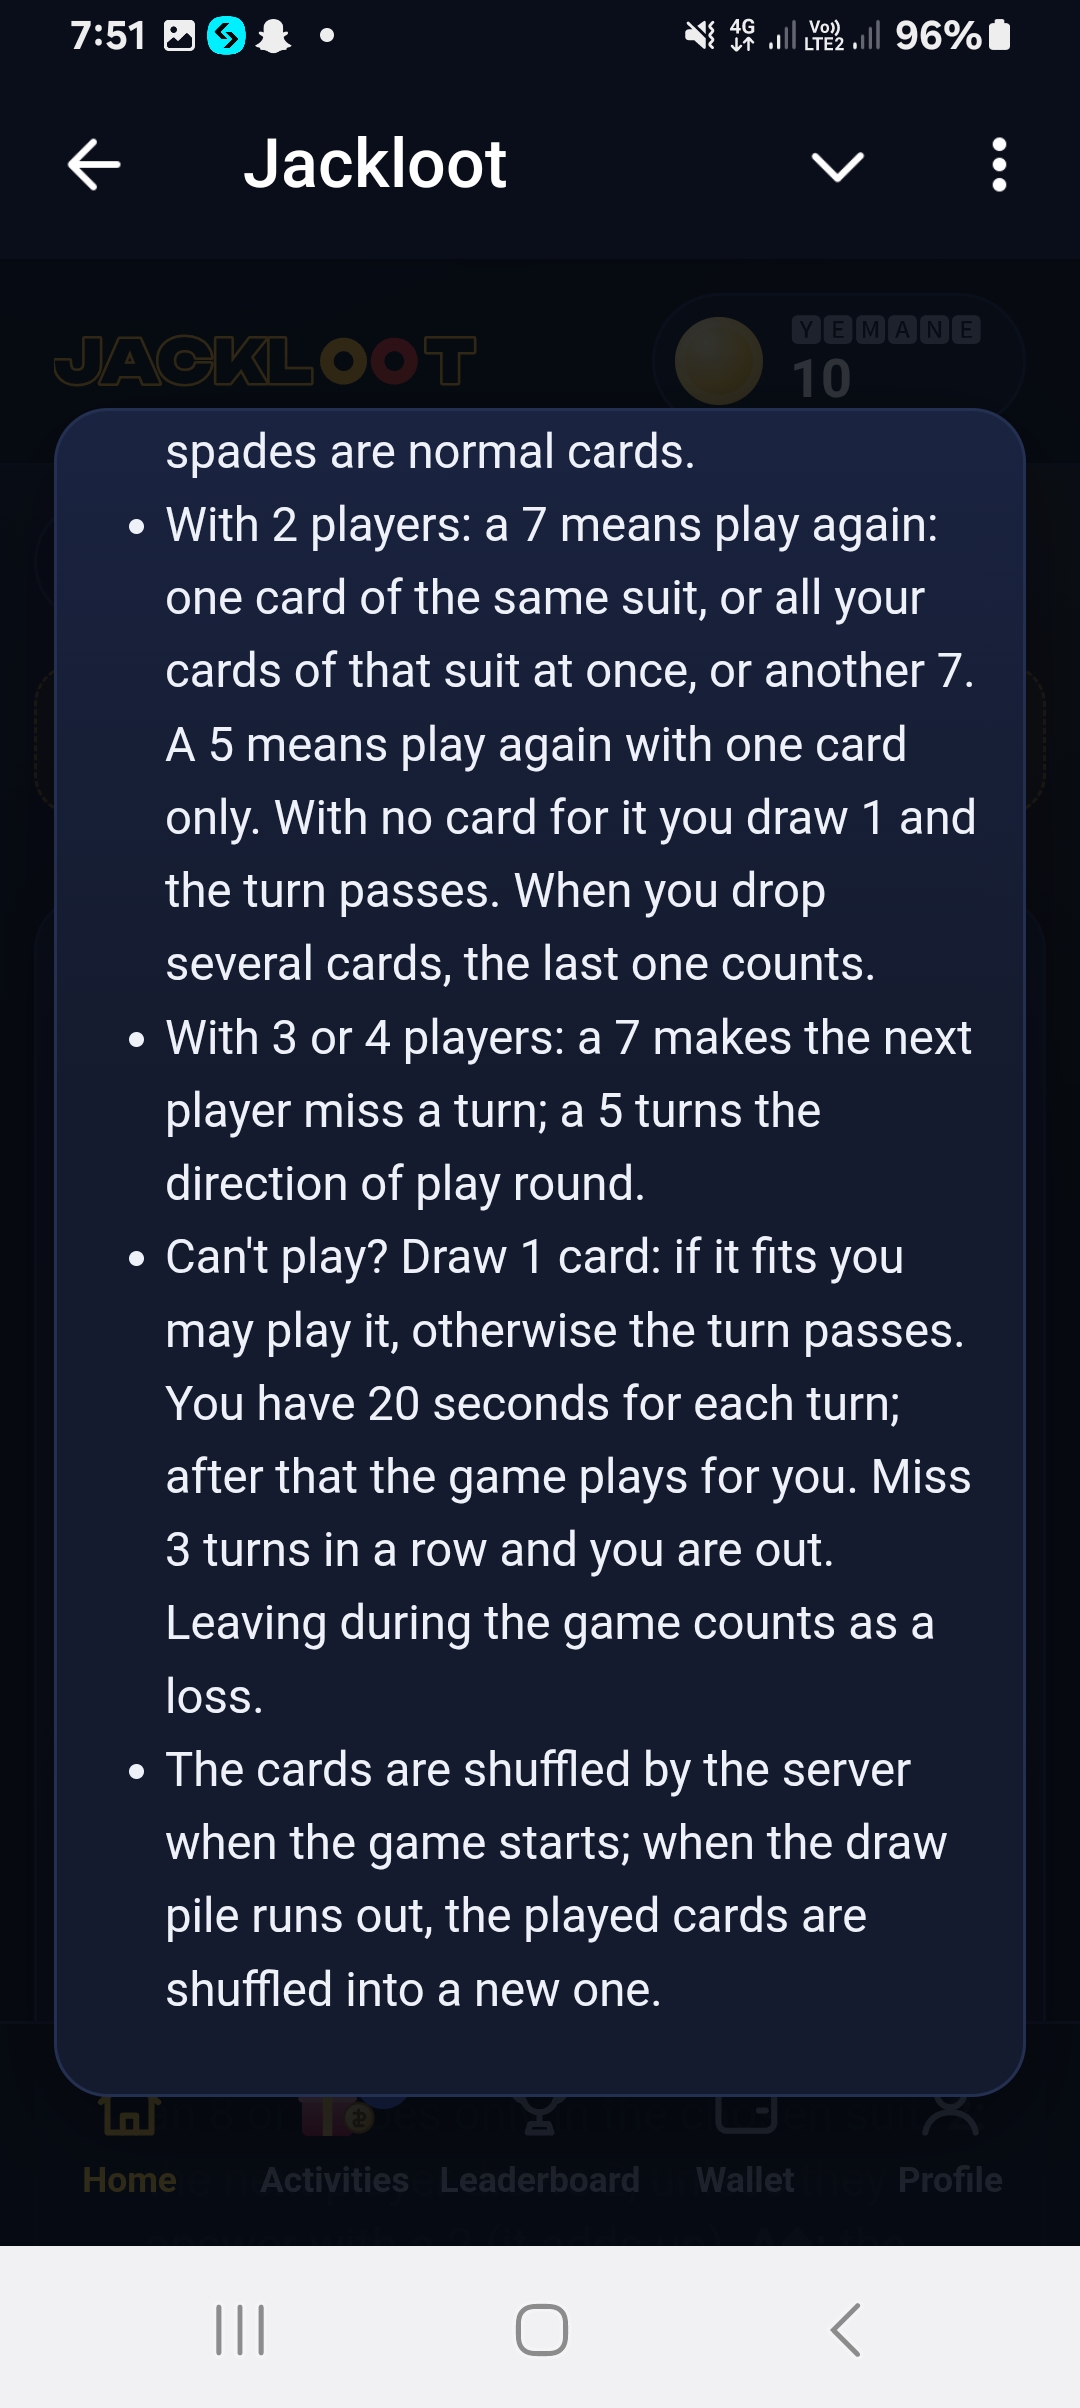 7:51
4G
Vo))
LTE2
96%
Jackloot
JACKLOOT
YEMANE
10
spades are normal cards.
• With 2 players: a 7 means play again:
one card of the same suit, or all your
cards of that suit at once, or another 7.
A 5 means play again with one card
only. With no card for it you draw 1 and
the turn passes. When you drop
several cards, the last one counts.
• With 3 or 4 players: a 7 makes the next
player miss a turn; a 5 turns the
direction of play round.
• Can't play? Draw 1 card: if it fits you
may play it, otherwise the turn passes.
You have 20 seconds for each turn;
after that the game plays for you. Miss
3 turns in a row and you are out.
Leaving during the game counts as a
loss.
• The cards are shuffled by the server
when the game starts; when the draw
pile runs out, the played cards are
shuffled into a new one.
Home
Activities
Leaderboard
Wallet
Profile